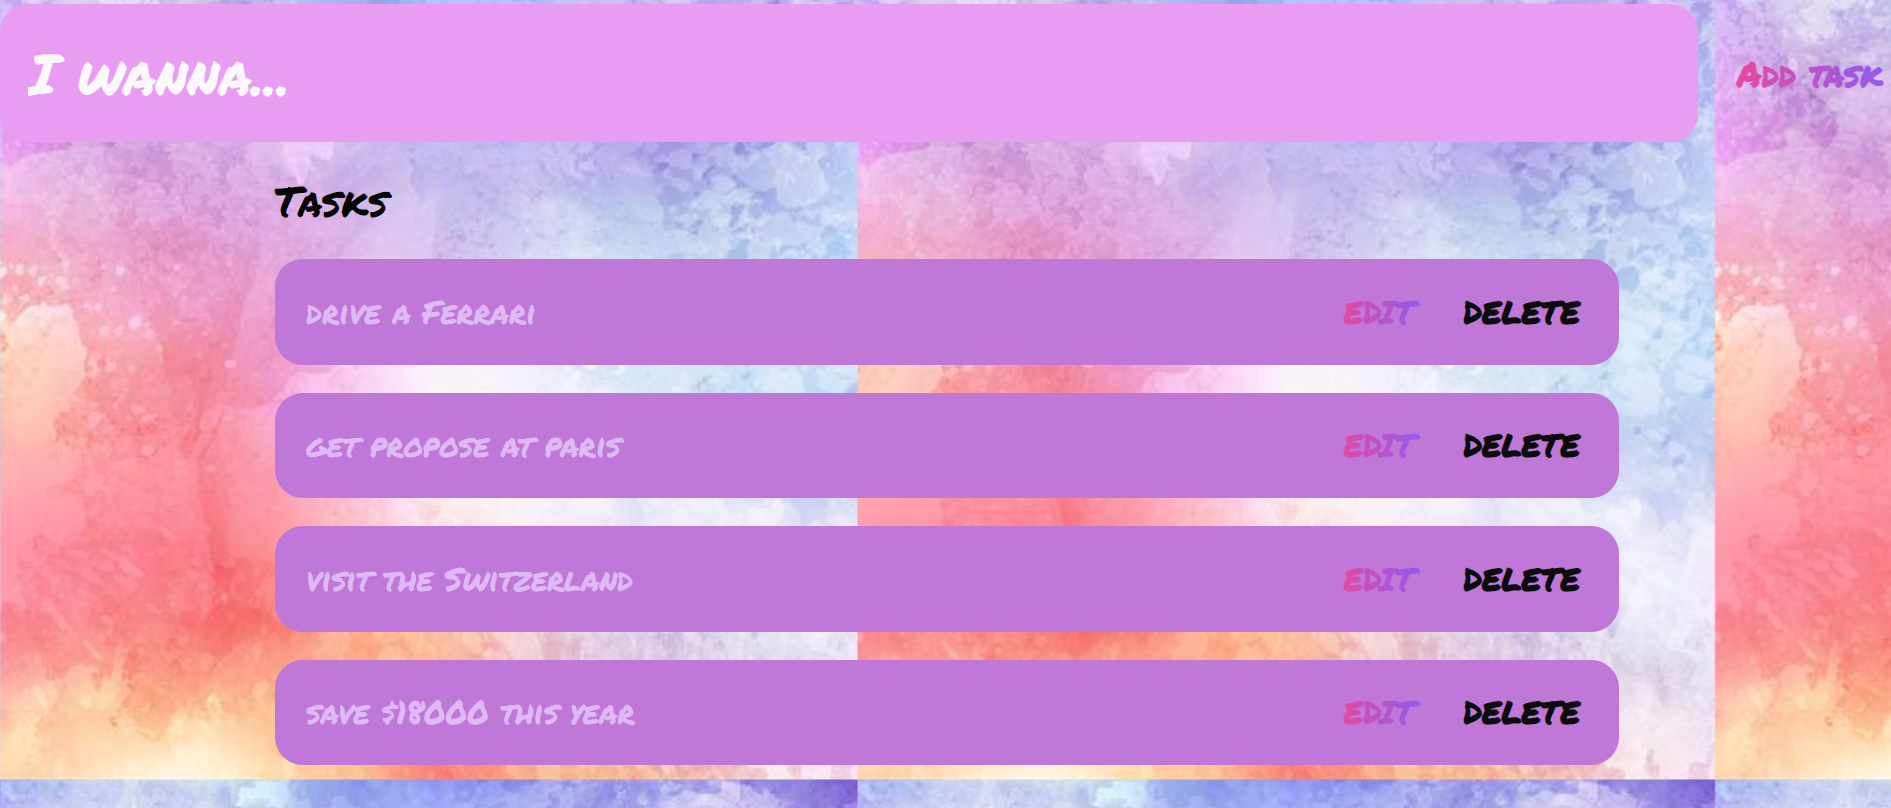 I wanna...
Add task
Tasks
drive a Ferrari
EDIT DELETE
get propose at paris
EDIT DELETE
visit the Switzerland
EDIT DELETE
save $18000 this year
EDIT DELETE